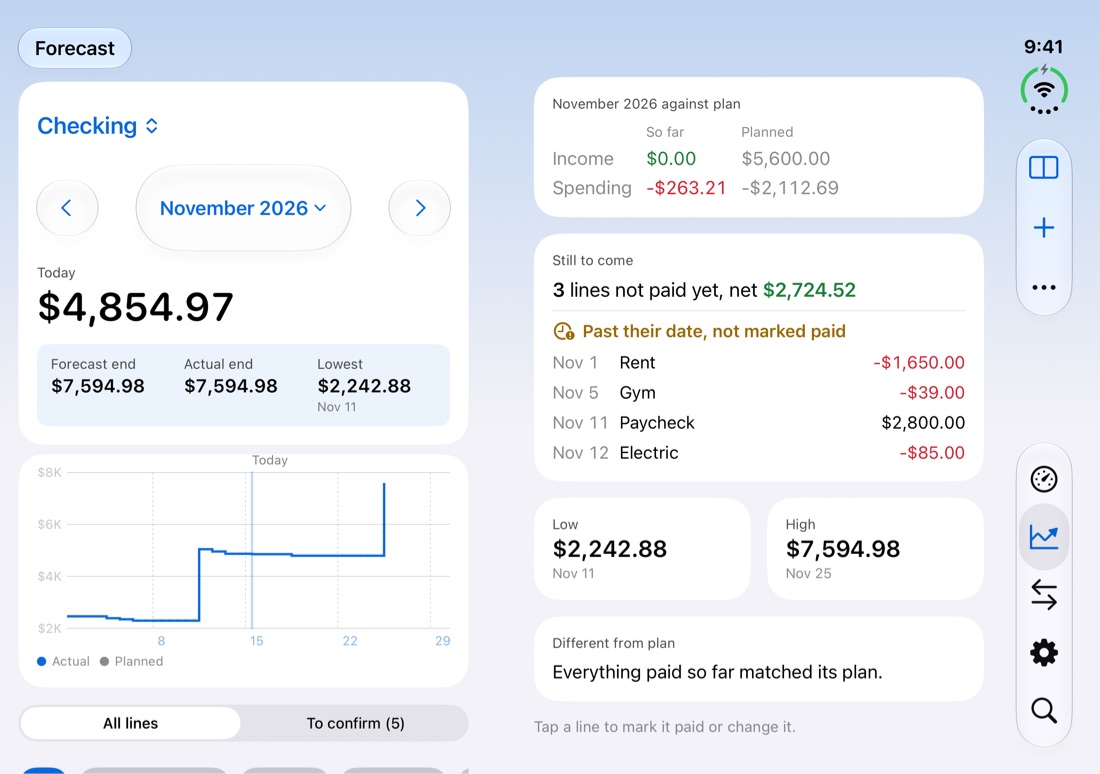 Forecast
9:41
Checking
November 2026
Today
$4,854.97
Forecast end
Actual end
Lowest
$7,594.98
$7,594.98
$2,242.88
Nov 11
Today
$8K
$6K
$4K
$2K
8
15
22
29
Actual
Planned
All lines
To confirm (5)
November 2026 against plan
So far
Planned
Income
$0.00
$5,600.00
Spending
-$263.21
-$2,112.69
Still to come
3 lines not paid yet, net $2,724.52
Past their date, not marked paid
Nov 1 Rent -$1,650.00
Nov 5 Gym -$39.00
Nov 11 Paycheck $2,800.00
Nov 12 Electric -$85.00
Low
$2,242.88
Nov 11
High
$7,594.98
Nov 25
Different from plan
Everything paid so far matched its plan.
Tap a line to mark it paid or change it.